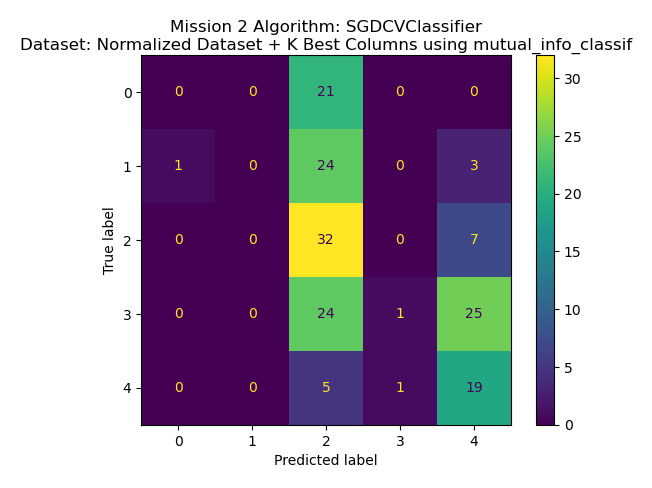 Mission 2 Algorithm: SGDCVClassifier
Dataset: Normalized Dataset + K Best Columns using mutual_info_classif
0 0 0 21 0 0
1 1 0 24 0 3
2 0 0 32 0 7
3 0 0 24 1 25
4 0 0 5 1 19
0 1 2 3 4
True label
Predicted label
30
25
20
15
10
5
0